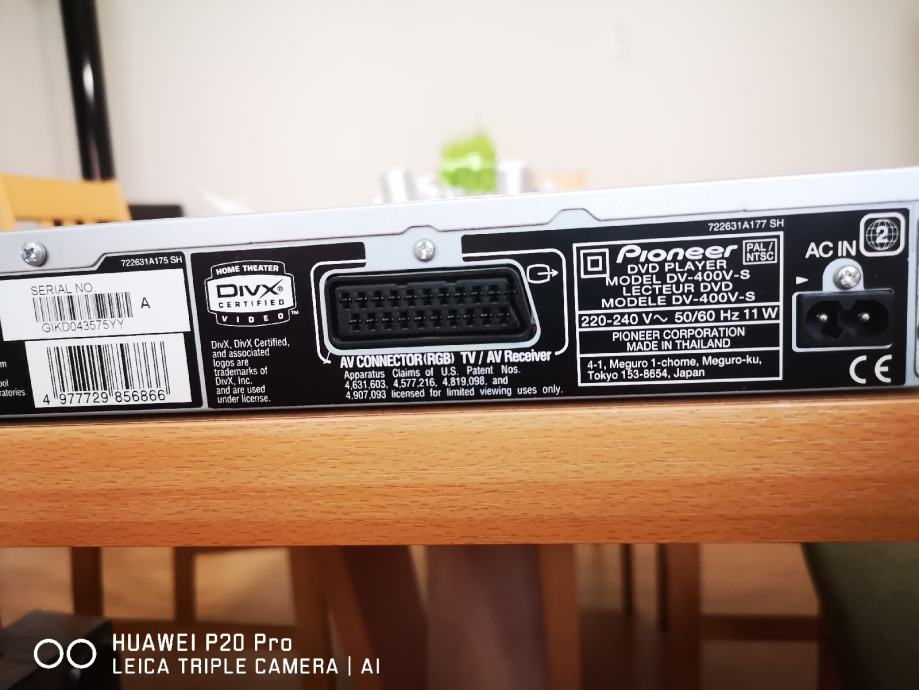 722631A175 SH
SERIAL NO
A
GIKD043575YY
4 977729 856866
ratories.
HOME THEATER
DIVX®
CERTIFIED
VIDEO™
DivX, DivX Certified,
and associated
logos are
trademarks of
DivX, Inc.
and are used
under license.
AV CONNECTOR (RGB) TV / AV Receiver
Apparatus Claims of U.S. Patent Nos.
4,631,603, 4,577,216, 4,819,098, and
4,907,093 licensed for limited viewing uses only.
722631A177 SH
Pioneer
PAL/
NTSC
DVD PLAYER
MODEL DV-400V-S
LECTEUR DVD
MODELE DV-400V-S
220-240 V~ 50/60 Hz 11 W
PIONEER CORPORATION
MADE IN THAILAND
4-1, Meguro 1-chome, Meguro-ku,
Tokyo 153-8654, Japan
AC IN
2
CE
HUAWEI P20 Pro
LEICA TRIPLE CAMERA | AI